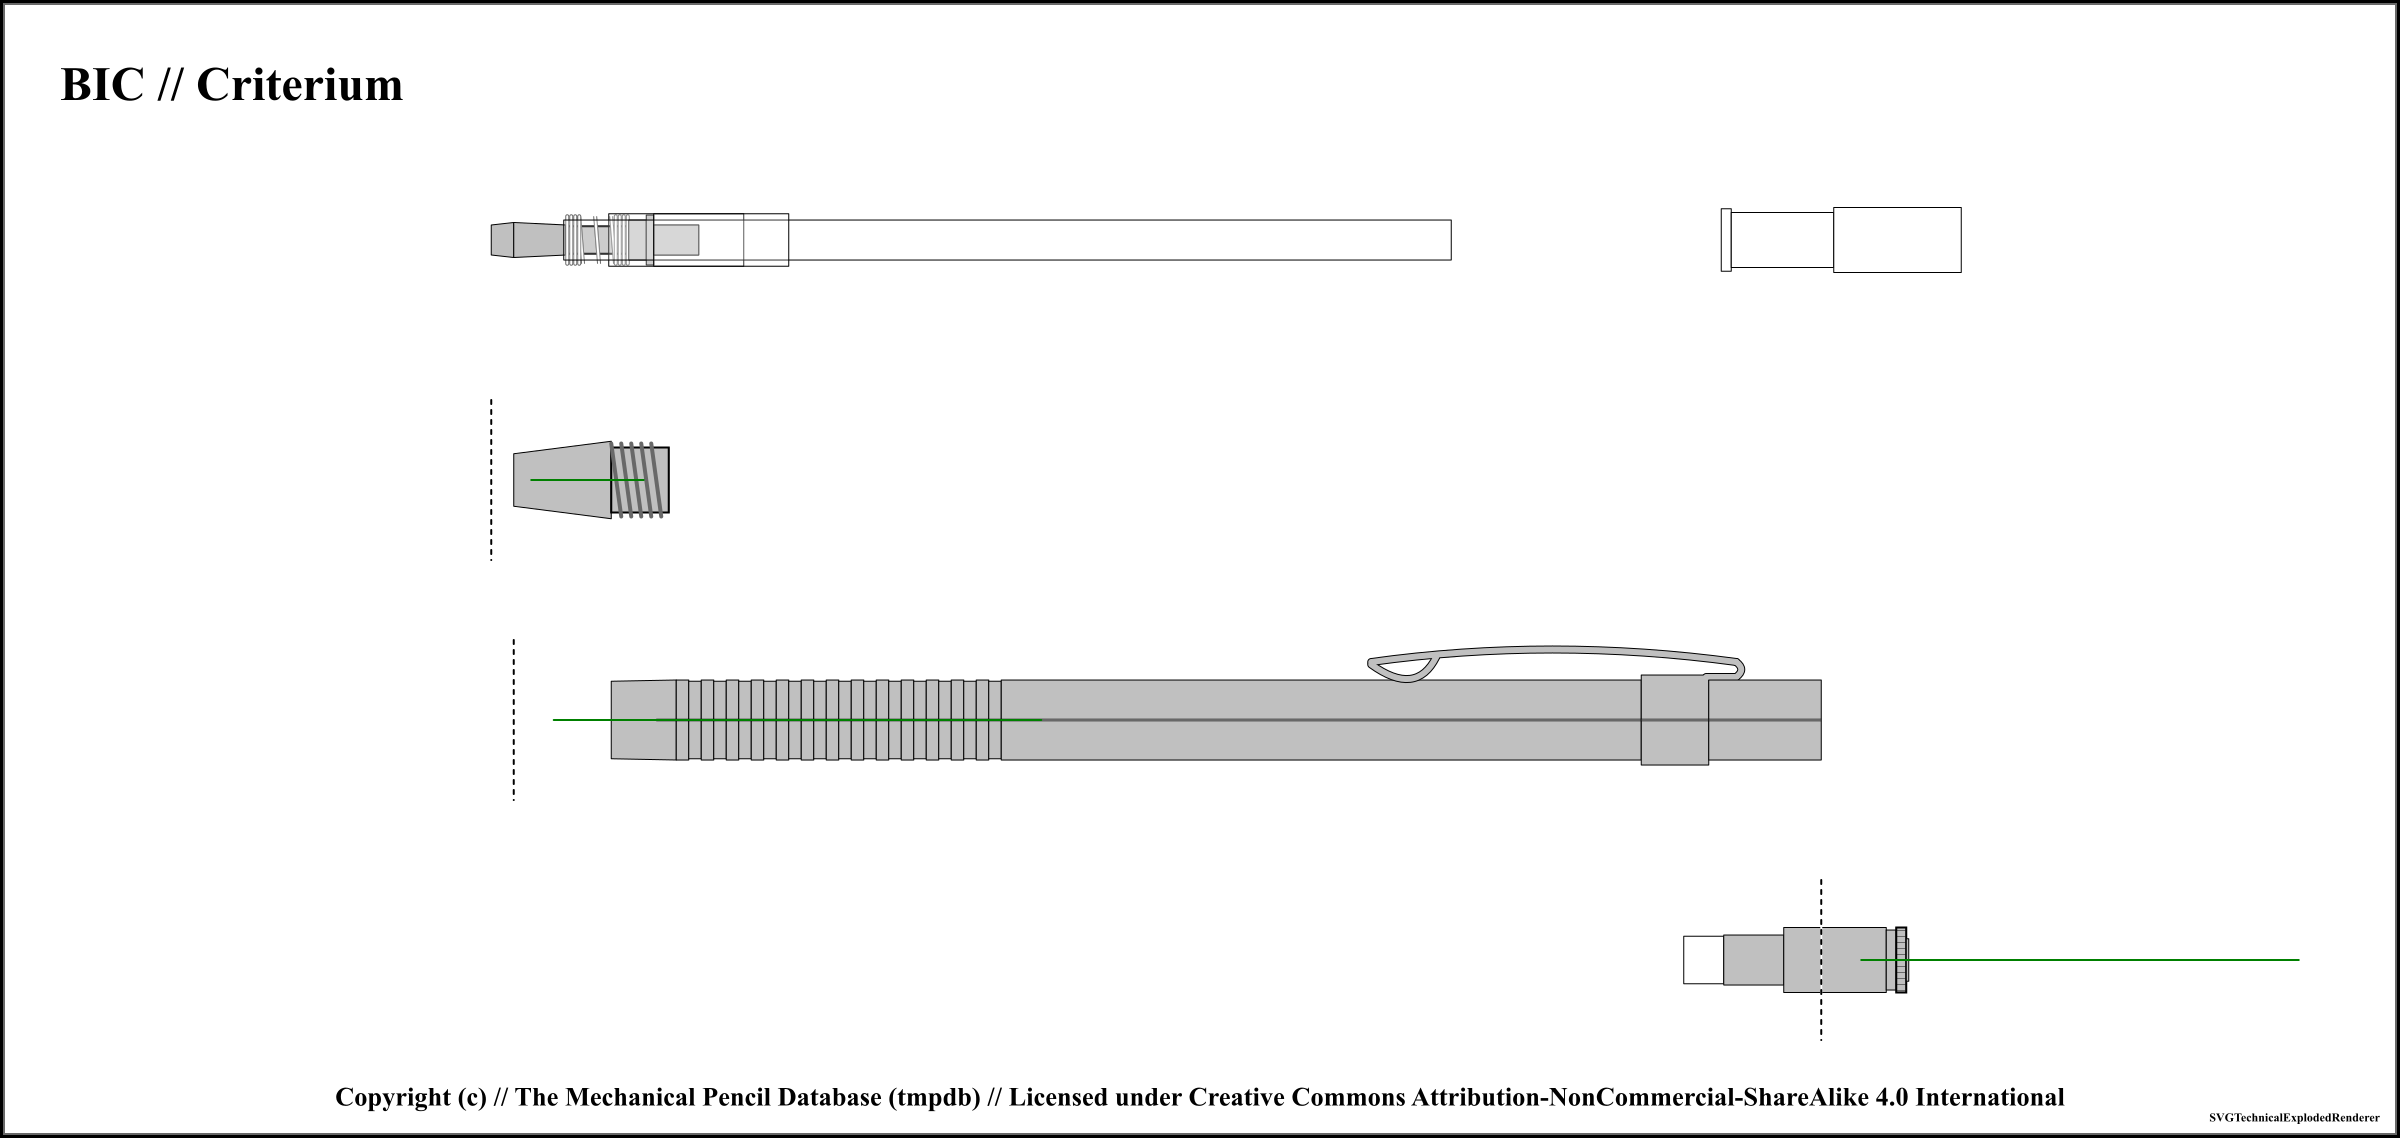 BIC // Criterium
Copyright (c) // The Mechanical Pencil Database (tmpdb) // Licensed under Creative Commons Attribution-NonCommercial-ShareAlike 4.0 International
SVGTechnicalExplodedRenderer